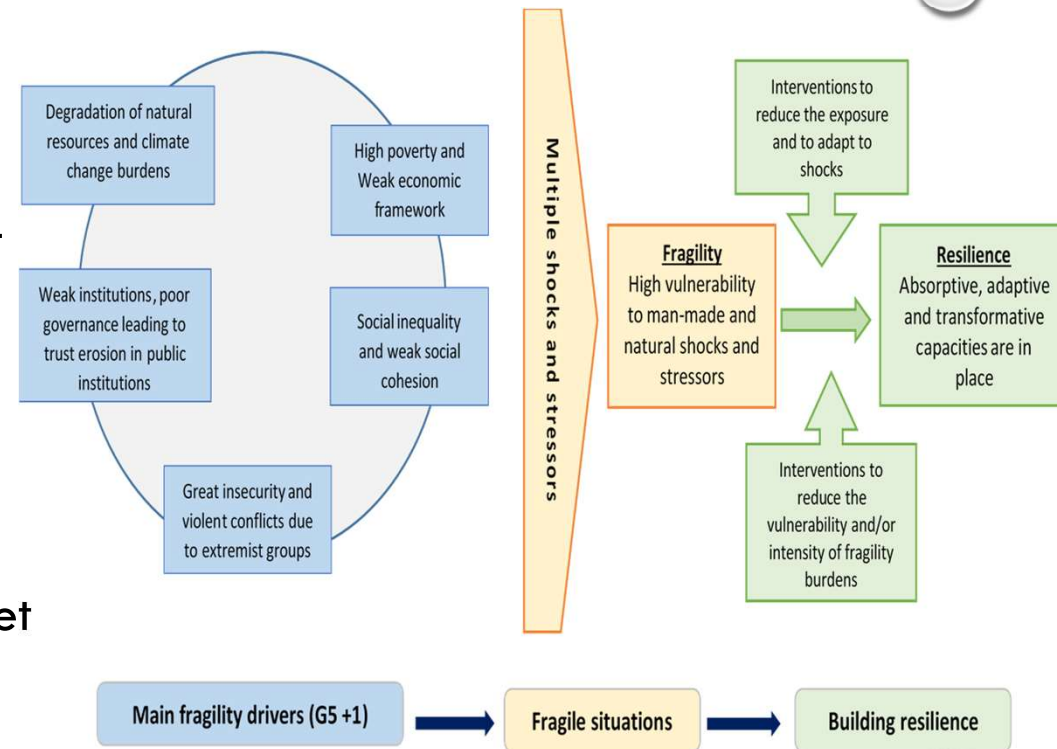 Degradation of natural
resources and climate
change burdens
High poverty and
Weak economic
framework
Weak institutions, poor
governance leading to
trust erosion in public
institutions
Social inequality
and weak social
cohesion
Great insecurity and
violent conflicts due
to extremist groups
Multiple shocks and stressors
Interventions to
reduce the exposure
and to adapt to
shocks
Fragility
High vulnerability
to man-made and
natural shocks and
stressors
Resilience
Absorptive, adaptive
and transformative
capacities are in
place
Interventions to
reduce the
vulnerability and/or
intensity of fragility
burdens
et
Main fragility drivers (G5 +1)
Fragile situations
Building resilience